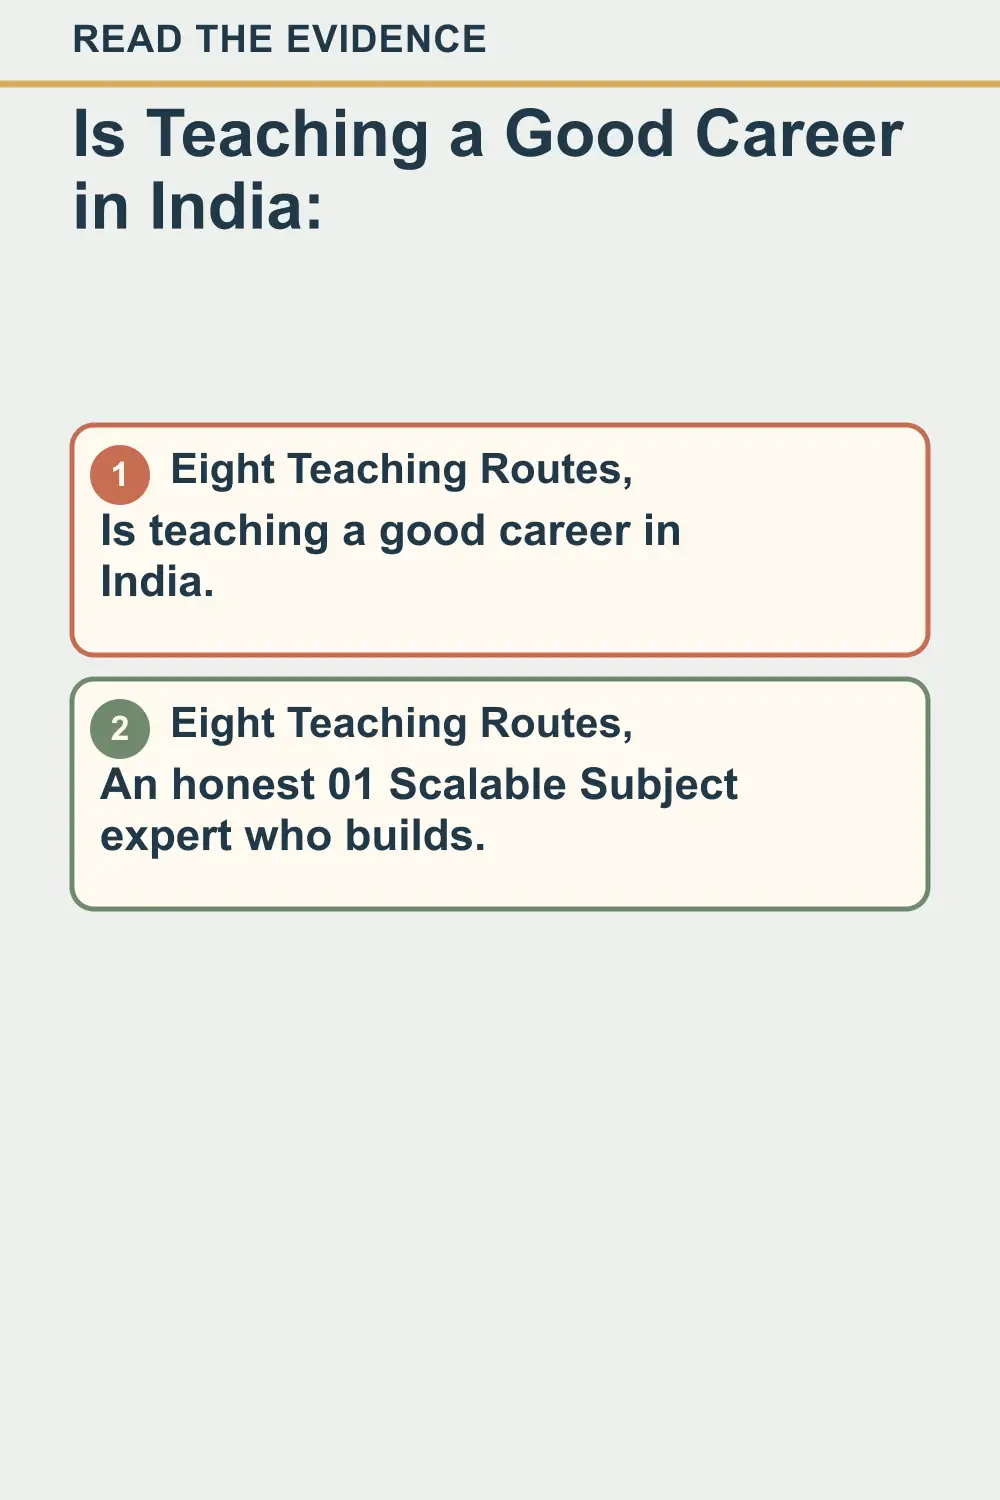 READ THE EVIDENCE
Is Teaching a Good Career
in India:
1 Eight Teaching Routes,
Is teaching a good career in
India.
2 Eight Teaching Routes,
An honest 01 Scalable Subject
expert who builds.